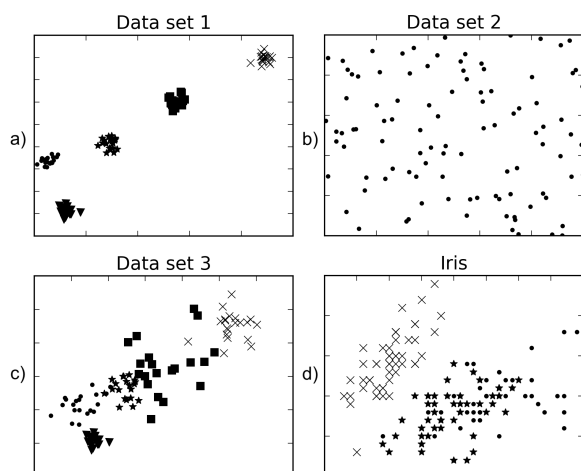 Data set 1
Data set 2
a)
b)
Data set 3
Iris
c)
d)